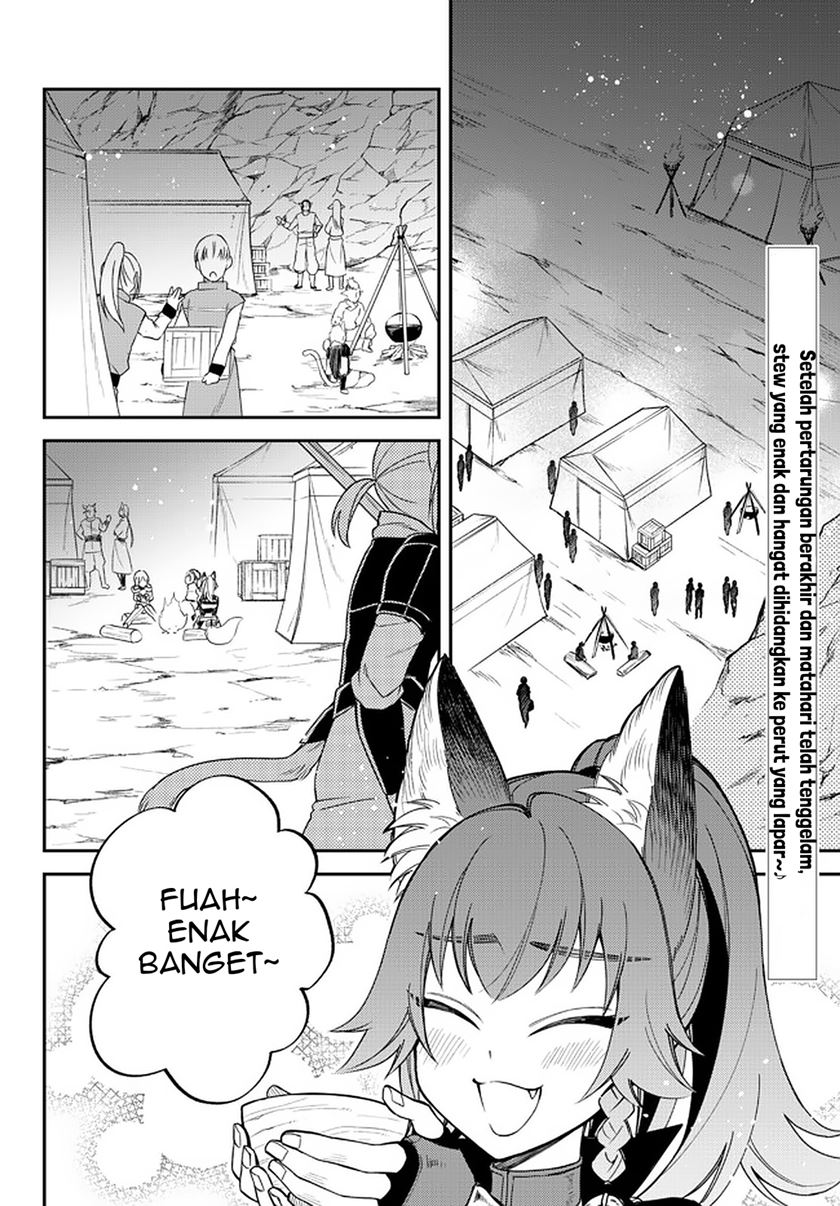 Setelah pertarungan berakhir dan matahari telah tenggelam,
stew yang enak dan hangat dihidangkan ke perut yang lapar~♪
FUAH~
ENAK
BANGET~